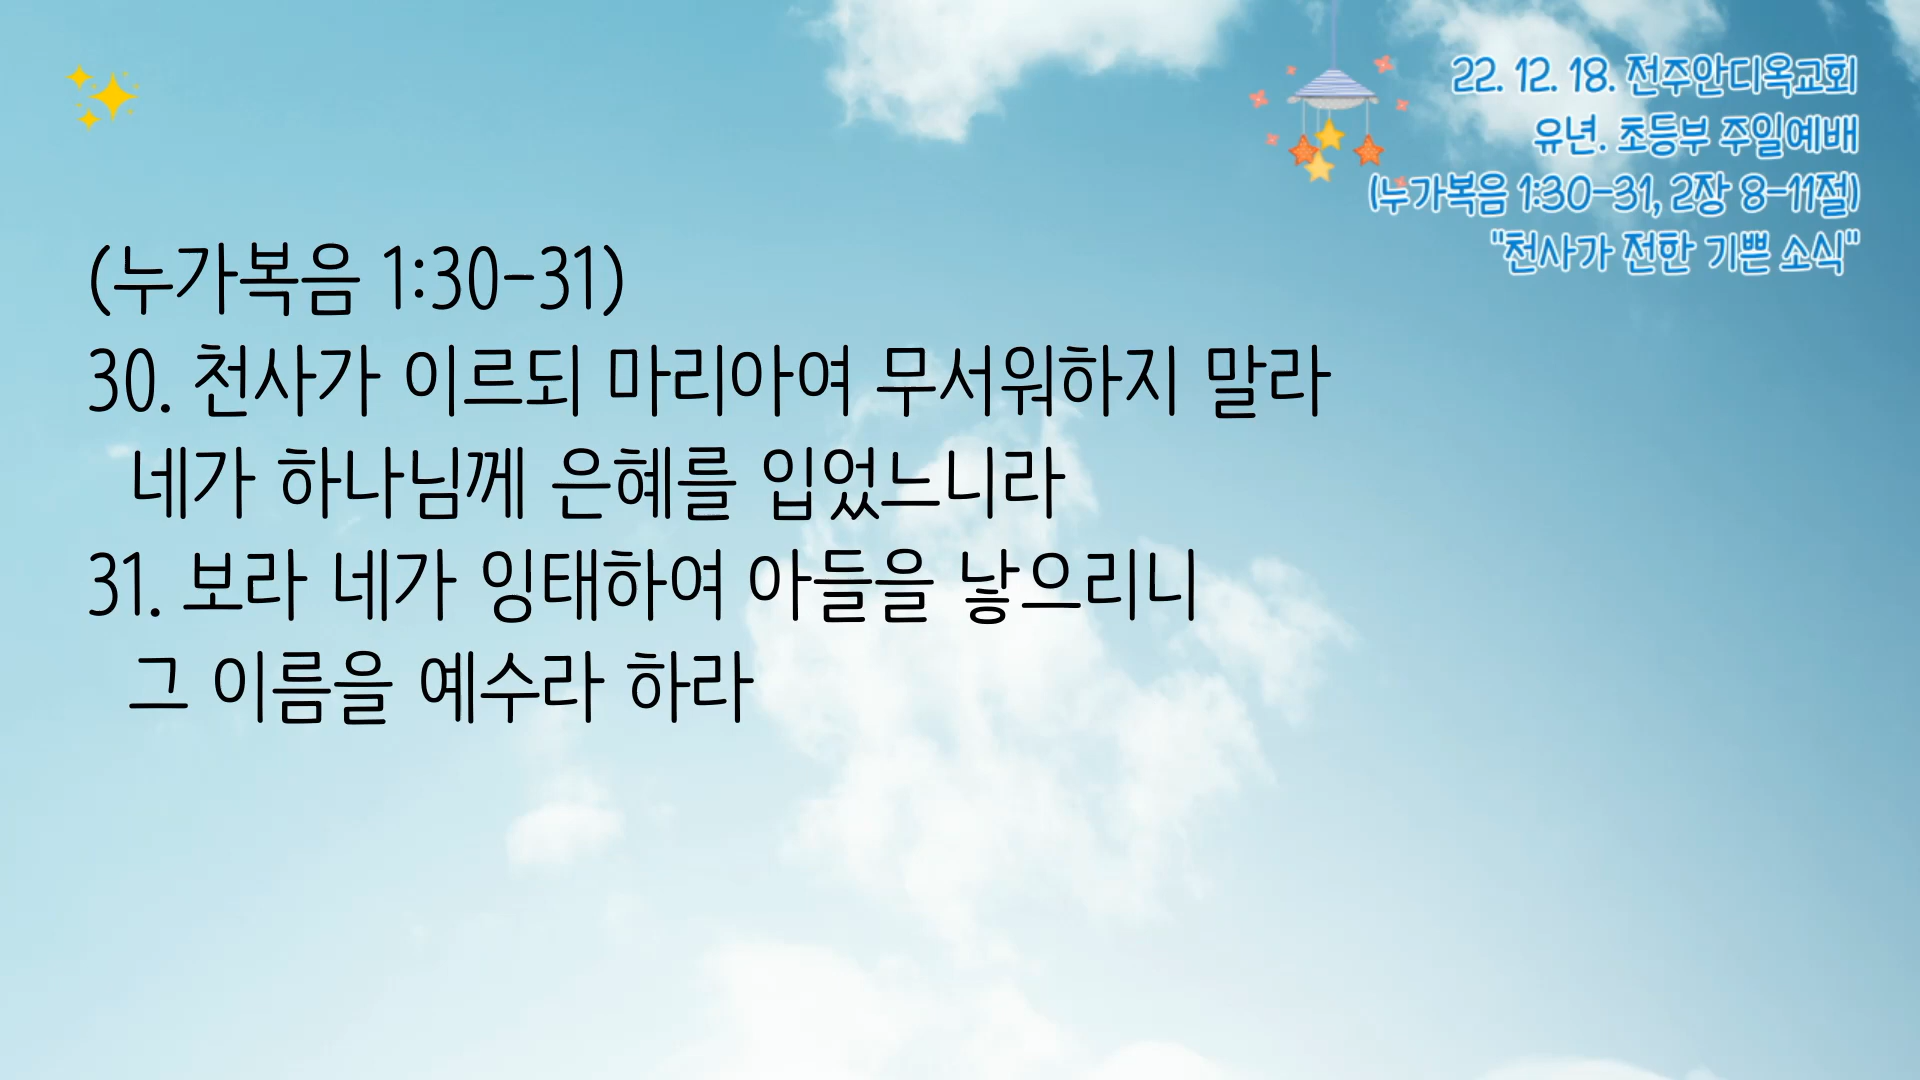 22. 12. 18. 전주안디옥교회
유년. 초등부 주일예배
(누가복음 1:30-31, 2장 8-11절)
"천사가 전한 기쁜 소식"
(누가복음 1:30-31)
30. 천사가 이르되 마리아여 무서워하지 말라
네가 하나님께 은혜를 입었느니라
31. 보라 네가 잉태하여 아들을 낳으리니
그 이름을 예수라 하라